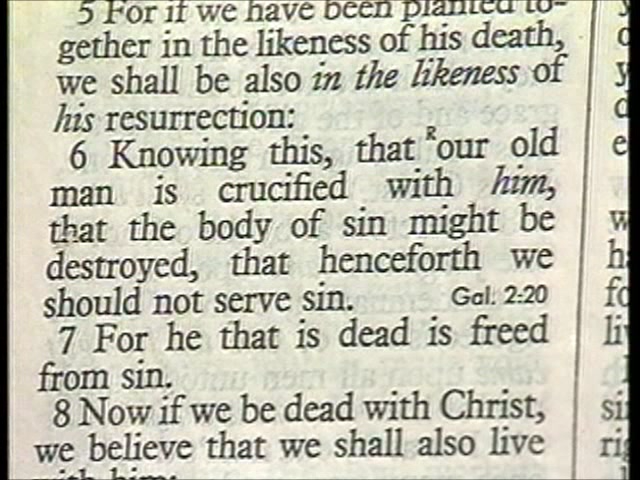 5 For if we have been planted to-
gether in the likeness of his death,
we shall be also in the likeness of
his resurrection:
6 Knowing this, that ᴿour old
man is crucified with him,
that the body of sin might be
destroyed, that henceforth we
should not serve sin. Gal. 2:20
7 For he that is dead is freed
from sin.
8 Now if we be dead with Christ,
we believe that we shall also live
with him: